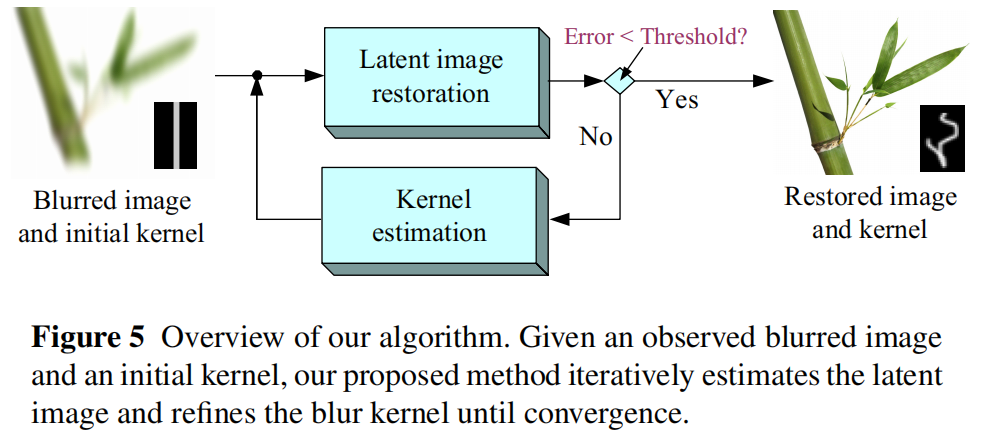 Error < Threshold?
Latent image
restoration
Yes
No
Blurred image
and initial kernel
Kernel
estimation
Restored image
and kernel
Figure 5 Overview of our algorithm. Given an observed blurred image
and an initial kernel, our proposed method iteratively estimates the latent
image and refines the blur kernel until convergence.